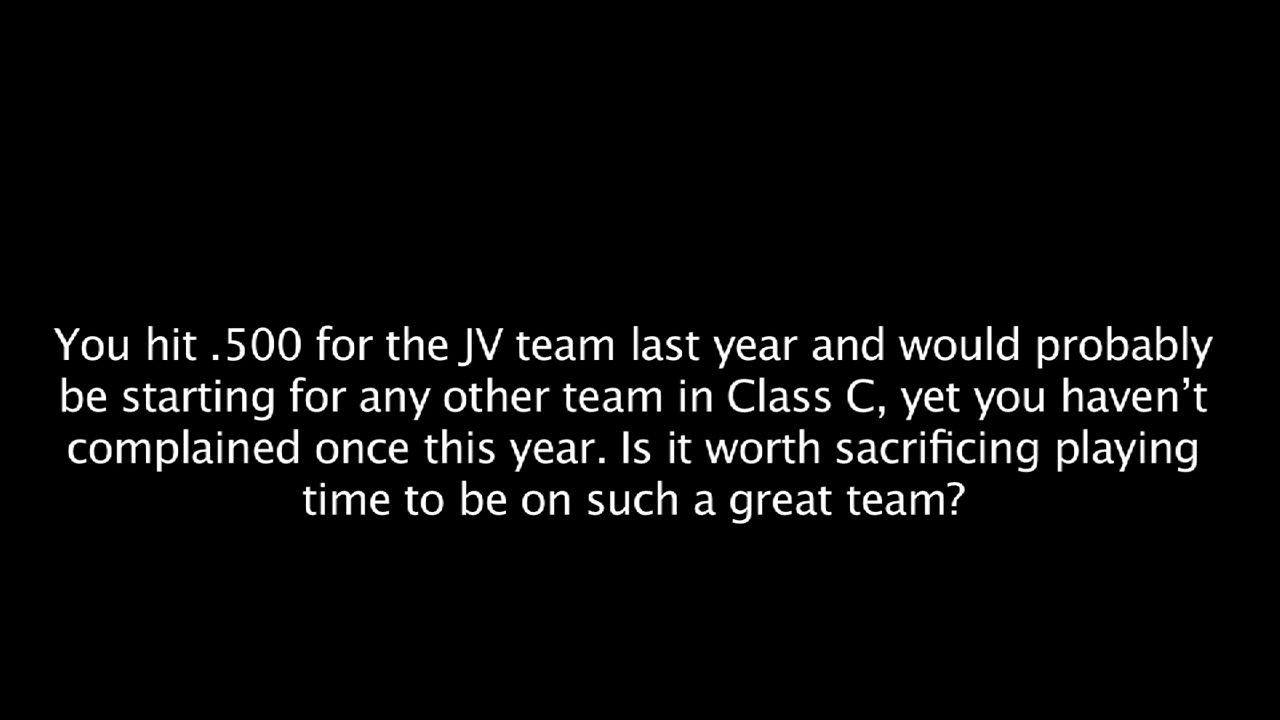 You hit .500 for the JV team last year and would probably
be starting for any other team in Class C, yet you haven’t
complained once this year. Is it worth sacrificing playing
time to be on such a great team?